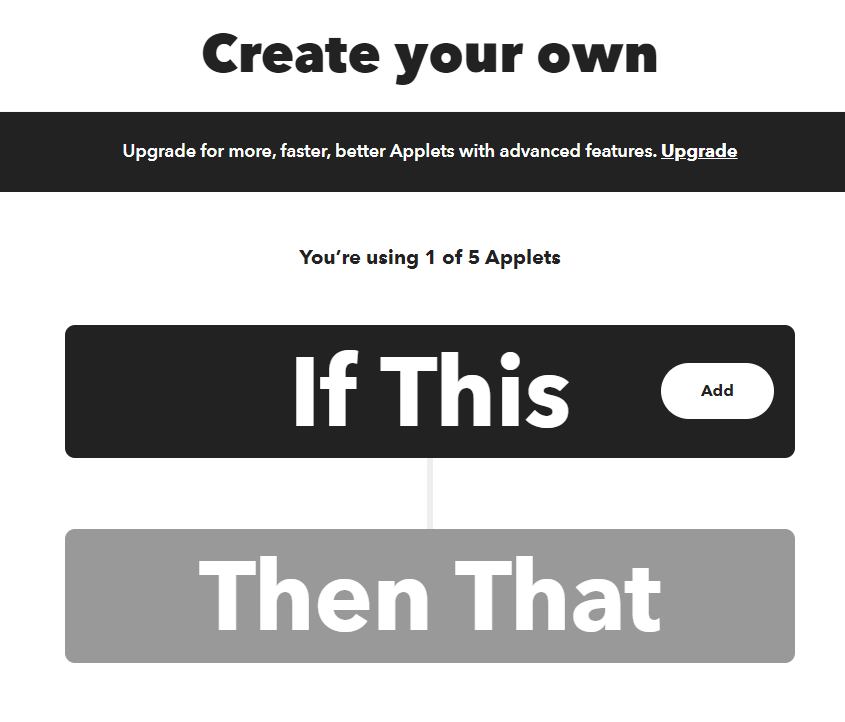 Create your own
Upgrade for more, faster, better Applets with advanced features. Upgrade
You’re using 1 of 5 Applets
If This
Add
Then That